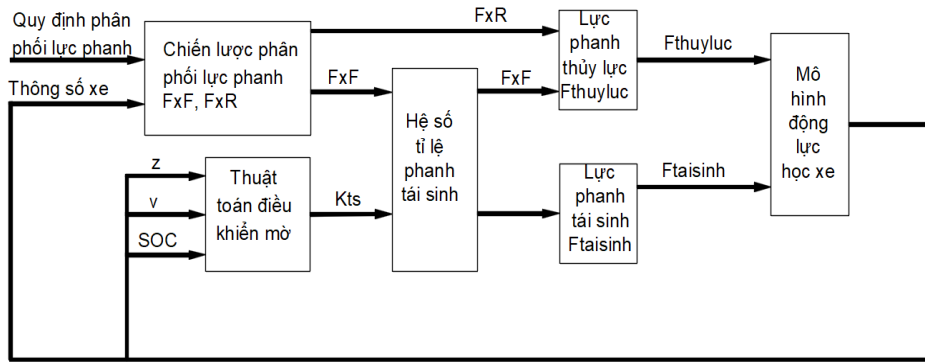 Quy định phân
phối lực phanh
Thông số xe
Chiến lược phân
phối lực phanh
FxF, FxR
FxR
FxF
Hệ số
tỉ lệ
phanh
tái sinh
FxF
Lực
phanh
thủy lực
Fthuyluc
Fthuyluc
Mô
hình
động
lực
học xe
z
v
SOC
Thuật
toán điều
khiển mờ
Kts
Lực
phanh
tái sinh
Ftaisinh
Ftaisinh